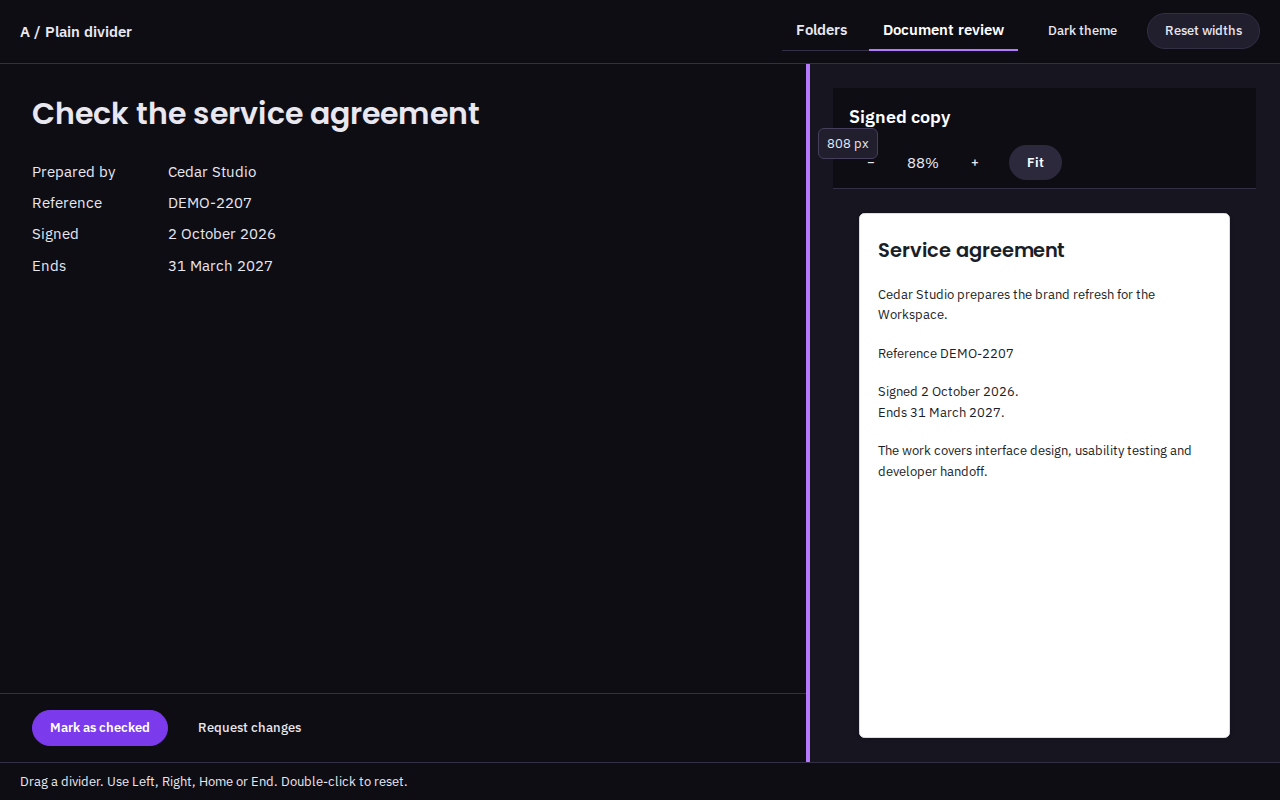 A / Plain divider
Folders
Document review
Dark theme
Reset widths
Check the service agreement
Prepared by Cedar Studio
Reference DEMO-2207
Signed 2 October 2026
Ends 31 March 2027
Mark as checked
Request changes
Signed copy
808 px
− 88% + Fit
Service agreement
Cedar Studio prepares the brand refresh for the
Workspace.
Reference DEMO-2207
Signed 2 October 2026.
Ends 31 March 2027.
The work covers interface design, usability testing and
developer handoff.
Drag a divider. Use Left, Right, Home or End. Double-click to reset.